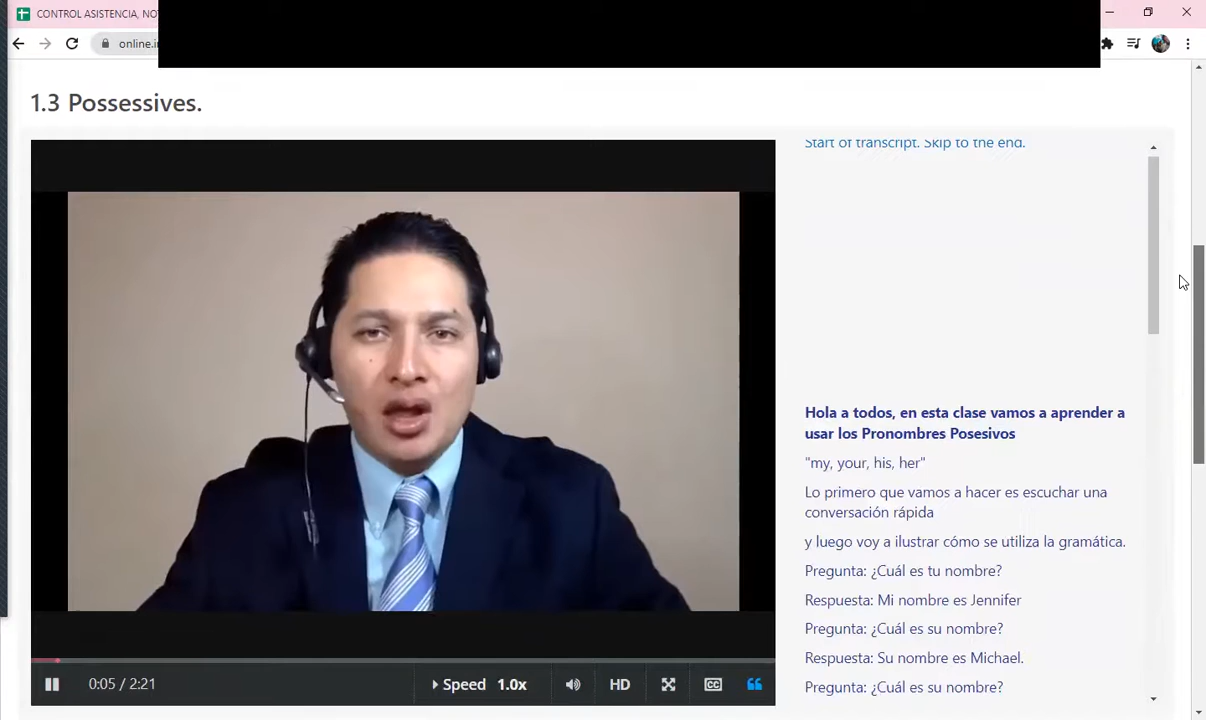 CONTROL ASISTENCIA, NO
online.i
1.3 Possessives.
Start of transcript. Skip to the end.
Hola a todos, en esta clase vamos a aprender a
usar los Pronombres Posesivos
"my, your, his, her"
Lo primero que vamos a hacer es escuchar una
conversación rápida
y luego voy a ilustrar cómo se utiliza la gramática.
Pregunta: ¿Cuál es tu nombre?
Respuesta: Mi nombre es Jennifer
Pregunta: ¿Cuál es su nombre?
Respuesta: Su nombre es Michael.
Pregunta: ¿Cuál es su nombre?
0:05 / 2:21
Speed 1.0x
HD
CC